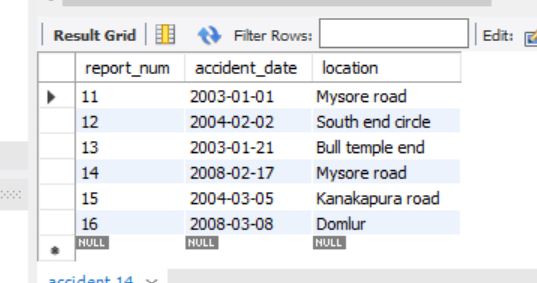 Result Grid Filter Rows: Edit:
report_num accident_date location
11 2003-01-01 Mysore road
12 2004-02-02 South end circle
13 2003-01-21 Bull temple end
14 2008-02-17 Mysore road
15 2004-03-05 Kanakapura road
16 2008-03-08 Domlur
NULL NULL NULL
accident 14